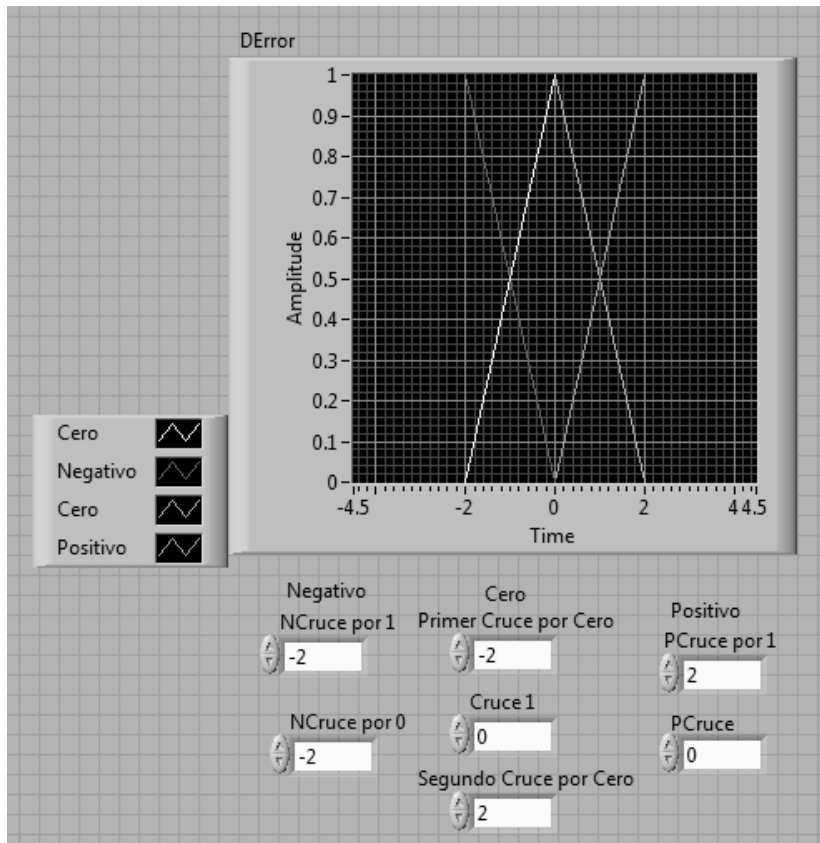 DError
1
0.9
0.8
0.7
0.6
0.5
0.4
0.3
0.2
0.1
0
Amplitude
-4.5 -2 0 2 4 4.5
Time
Cero
Negativo
Cero
Positivo
Negativo
NCruce por 1
-2
NCruce por 0
-2
Cero
Primer Cruce por Cero
-2
Cruce 1
0
Segundo Cruce por Cero
2
Positivo
PCruce por 1
2
PCruce
0